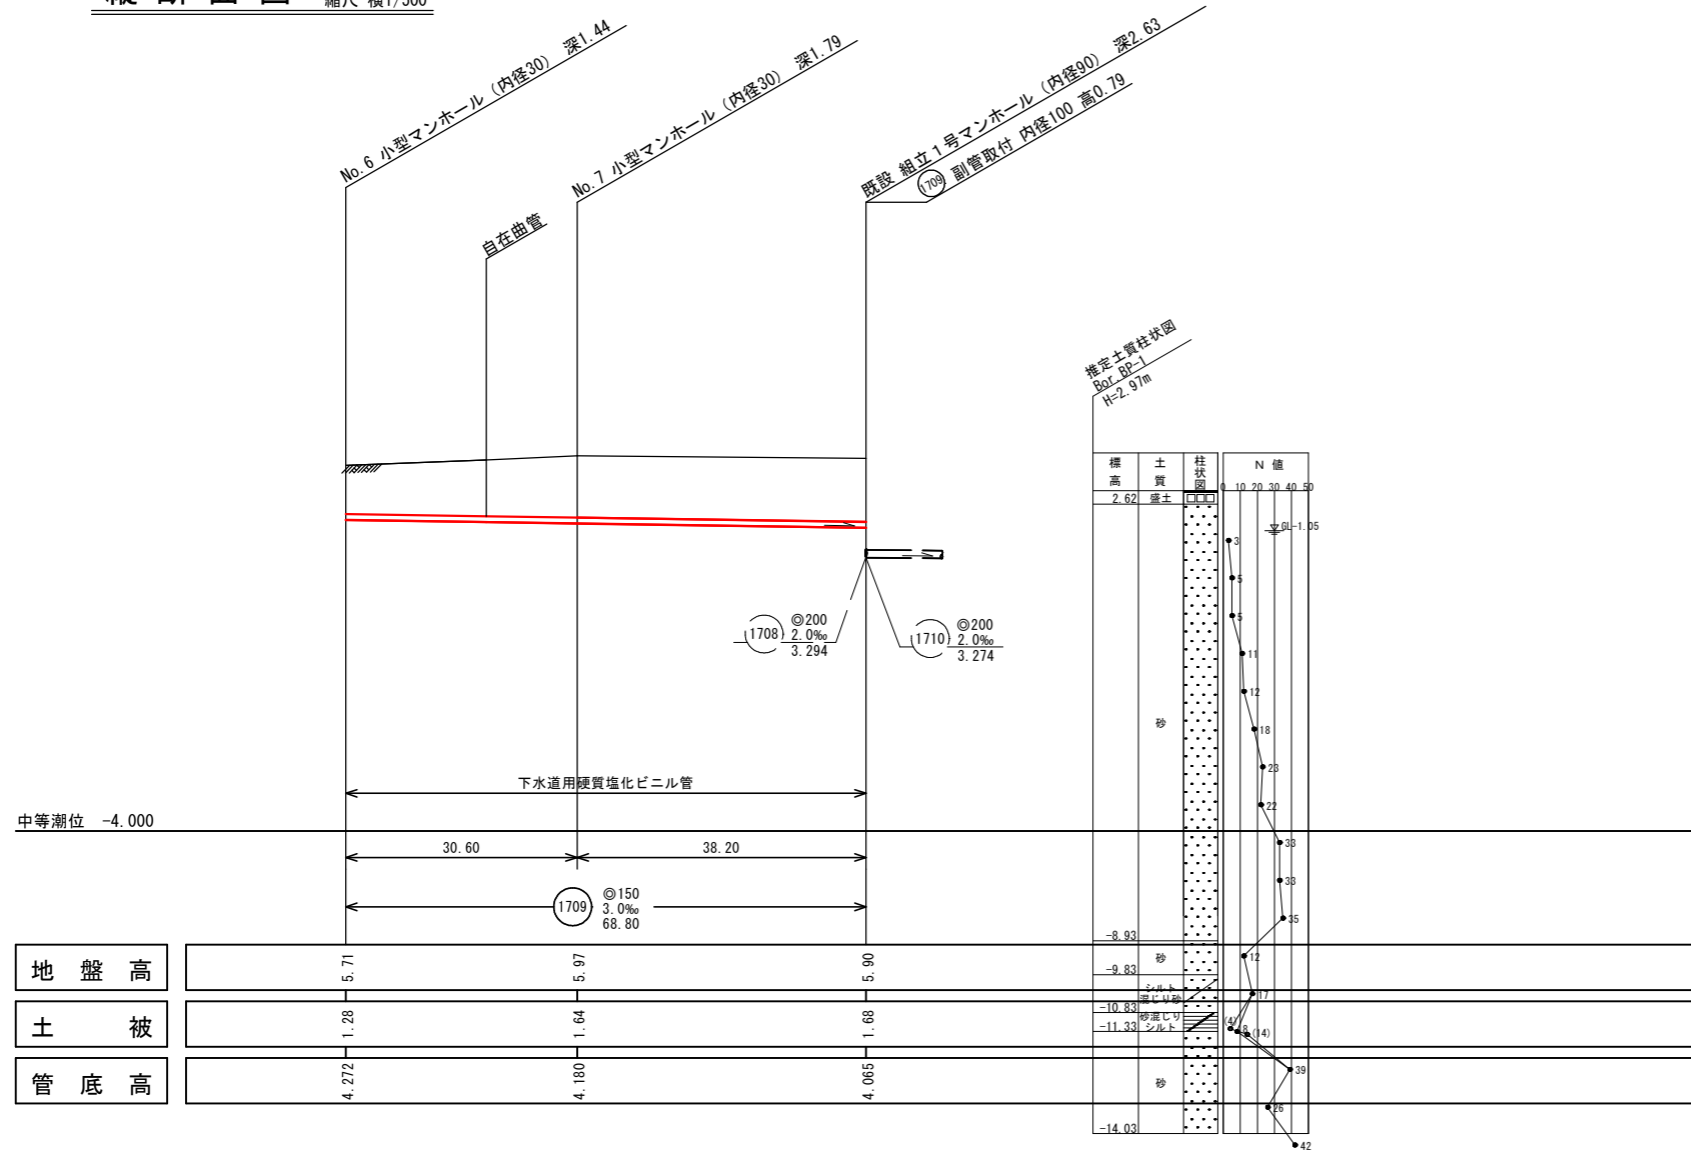 No.6 小型マンホール（内径30） 深1.44
No.7 小型マンホール（内径30） 深1.79
既設 組立1号マンホール（内径90） 深2.63
1709 副管取付 内径100 高0.79
自在曲管
推定土質柱状図
Bor.BP-1
H=2.97m
標高 土質 柱状図 N 値
0 10 20 30 40 50
2.62 盛土
GL-1.05
3
5
5
11
12
砂
18
23
22
33
33
35
-8.93
砂
12
-9.83
シルト
混じり砂
17
-10.83
砂混じり
シルト
(4)
8
(14)
-11.33
39
砂
26
-14.03
42
1708 ◎200
2.0‰
3.294
1710 ◎200
2.0‰
3.274
下水道用硬質塩化ビニル管
中等潮位 -4.000
30.60 38.20
1709 ◎150
3.0‰
68.80
地盤高 5.71 5.97 5.90
土被 1.28 1.64 1.68
管底高 4.272 4.180 4.065